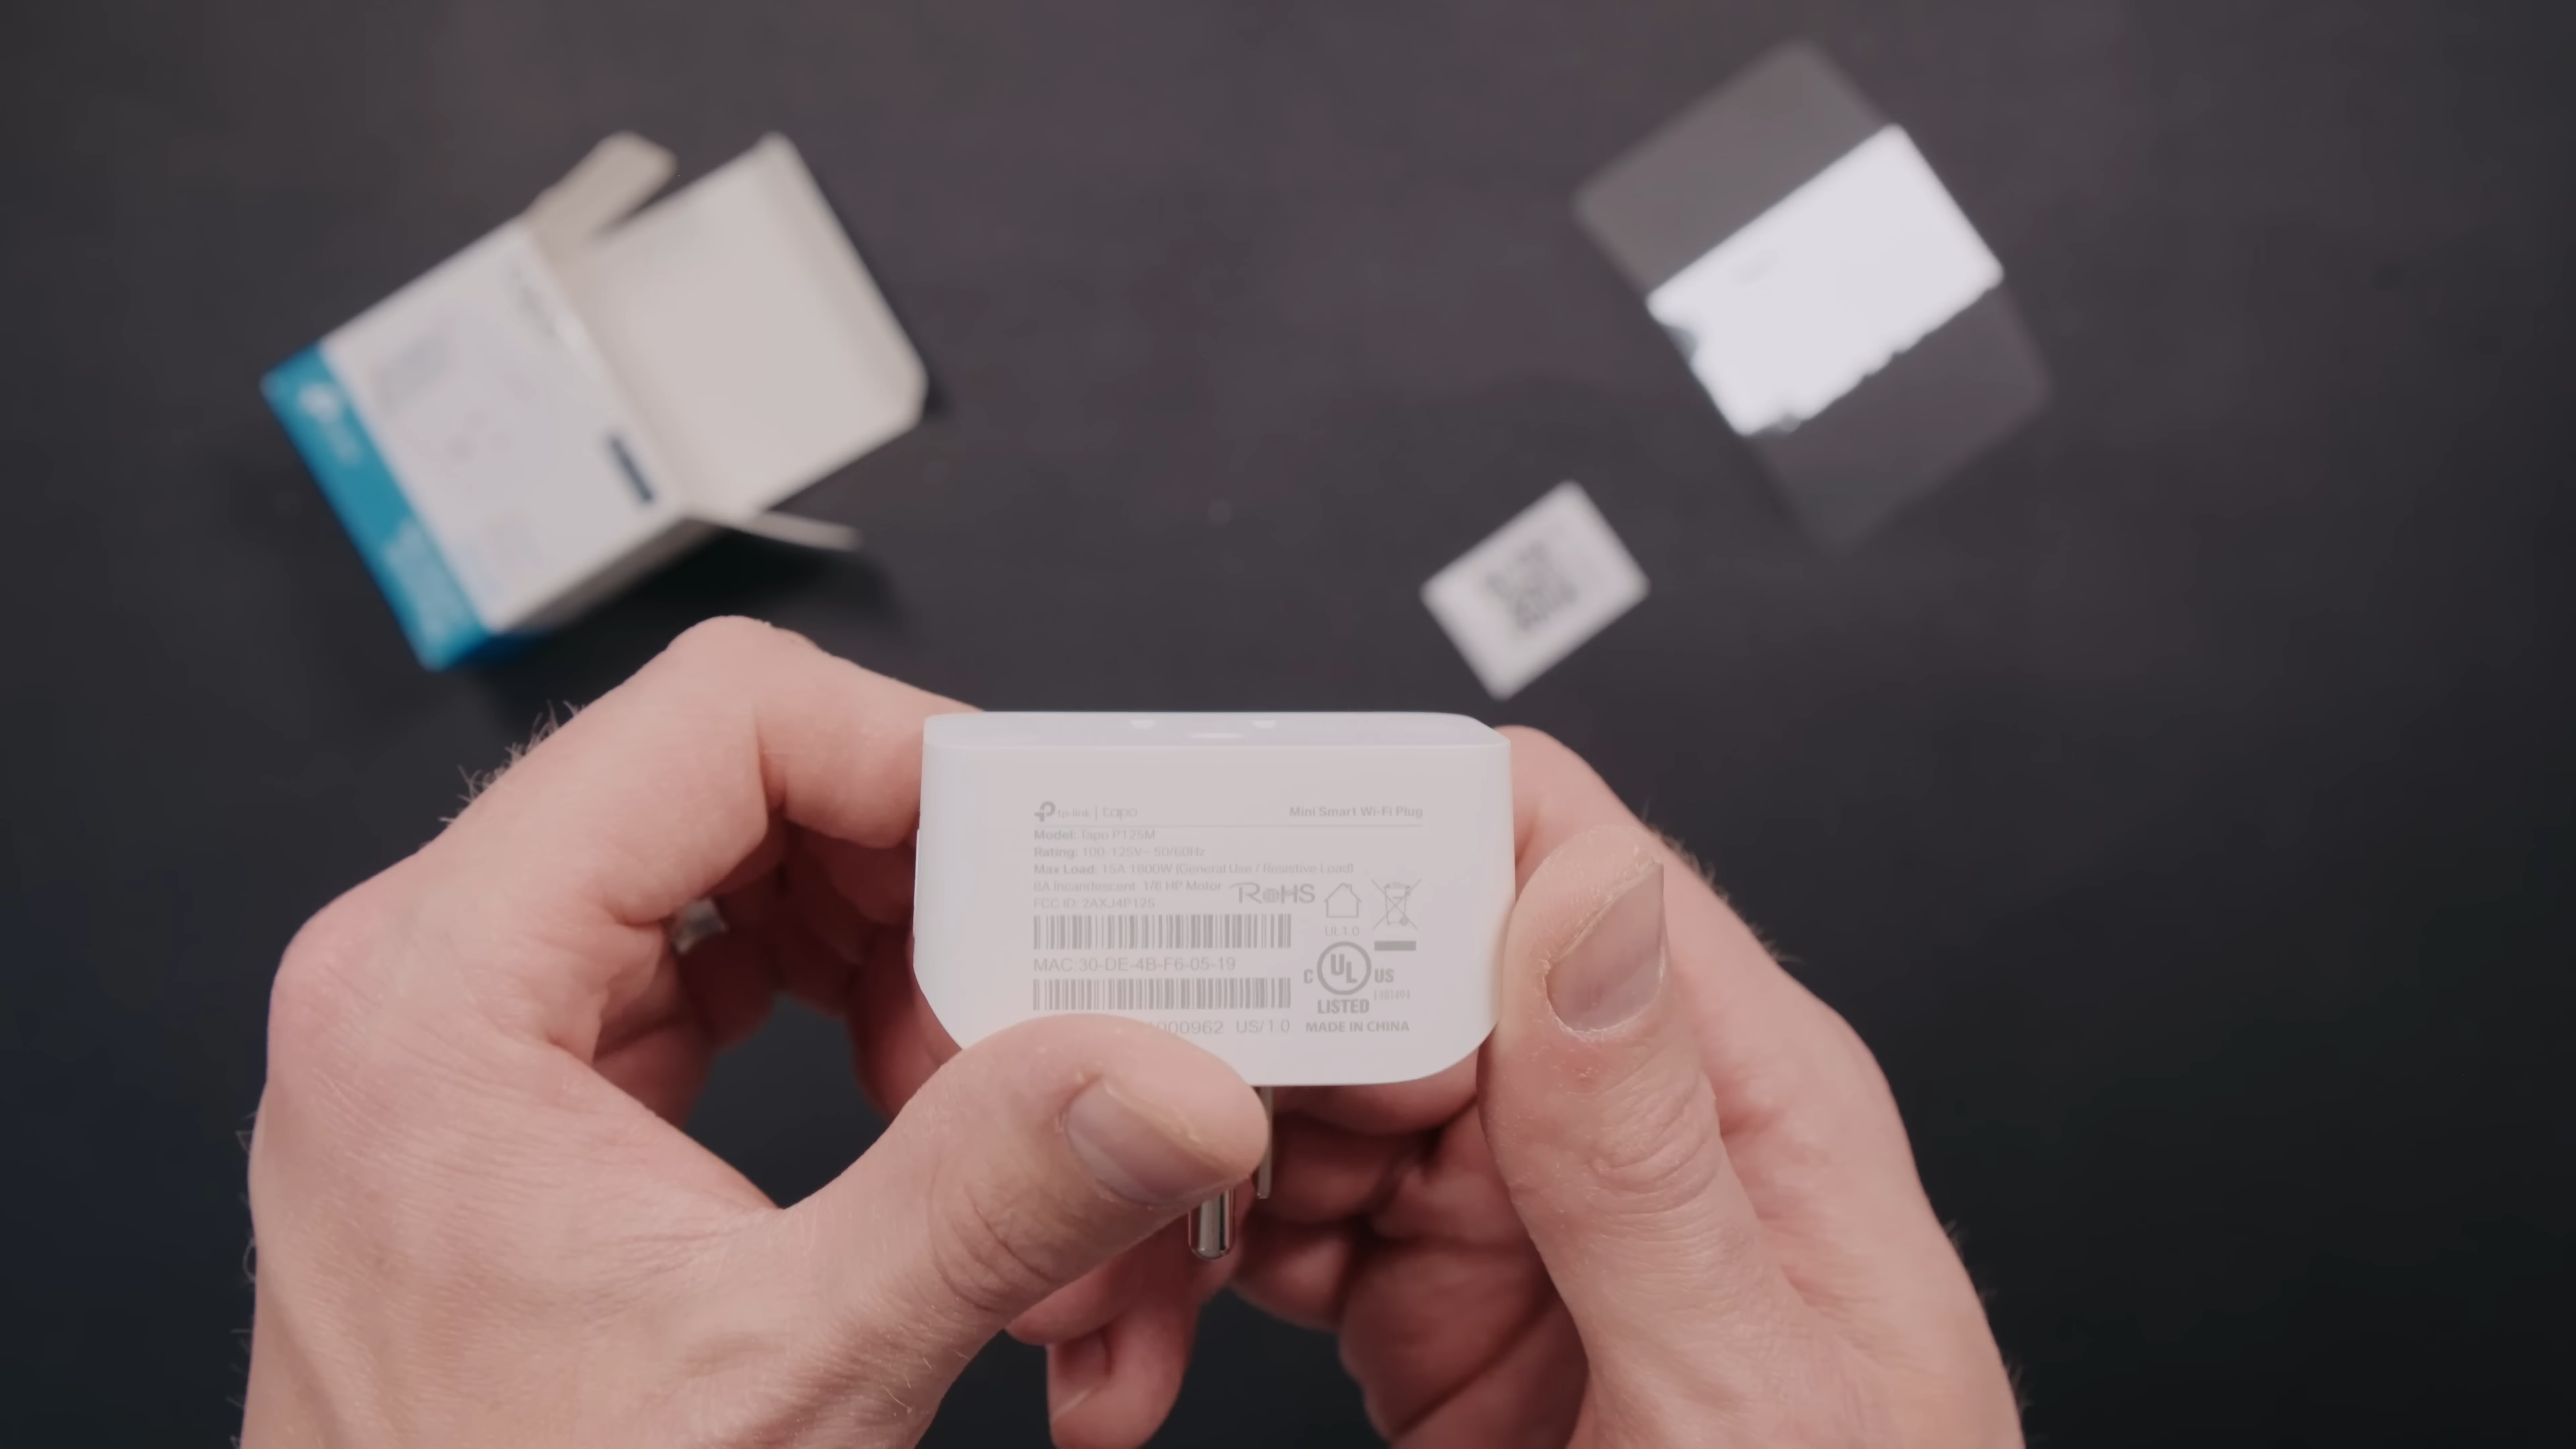 tp-link | tapo Mini Smart Wi-Fi Plug
Model: Tapo P125M
Rating: 100-125V~ 50/60Hz
Max Load: 15A 1800W (General Use / Resistive Load)
8A Incandescent 1/6 HP Motor
RoHS
FCC ID: 2AXJ4P125
UL 1.0
MAC:30-DE-4B-F6-05-19
C UL US
LISTED
000962 US/1.0 MADE IN CHINA